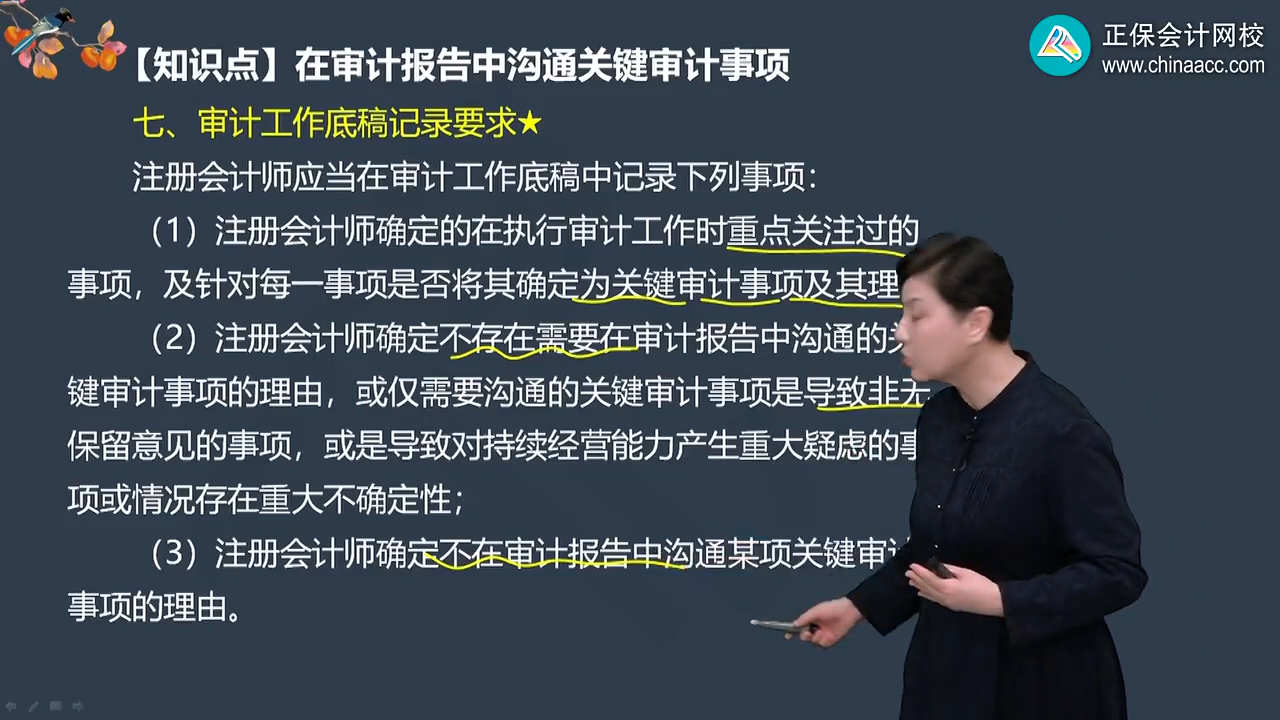 【知识点】在审计报告中沟通关键审计事项
正保会计网校
www.chinaacc.com
七、审计工作底稿记录要求★
注册会计师应当在审计工作底稿中记录下列事项：
（1）注册会计师确定的在执行审计工作时重点关注过的
事项，及针对每一事项是否将其确定为关键审计事项及其理
（2）注册会计师确定不存在需要在审计报告中沟通的关
键审计事项的理由，或仅需要沟通的关键审计事项是导致非无
保留意见的事项，或是导致对持续经营能力产生重大疑虑的事
项或情况存在重大不确定性；
（3）注册会计师确定不在审计报告中沟通某项关键审计
事项的理由。